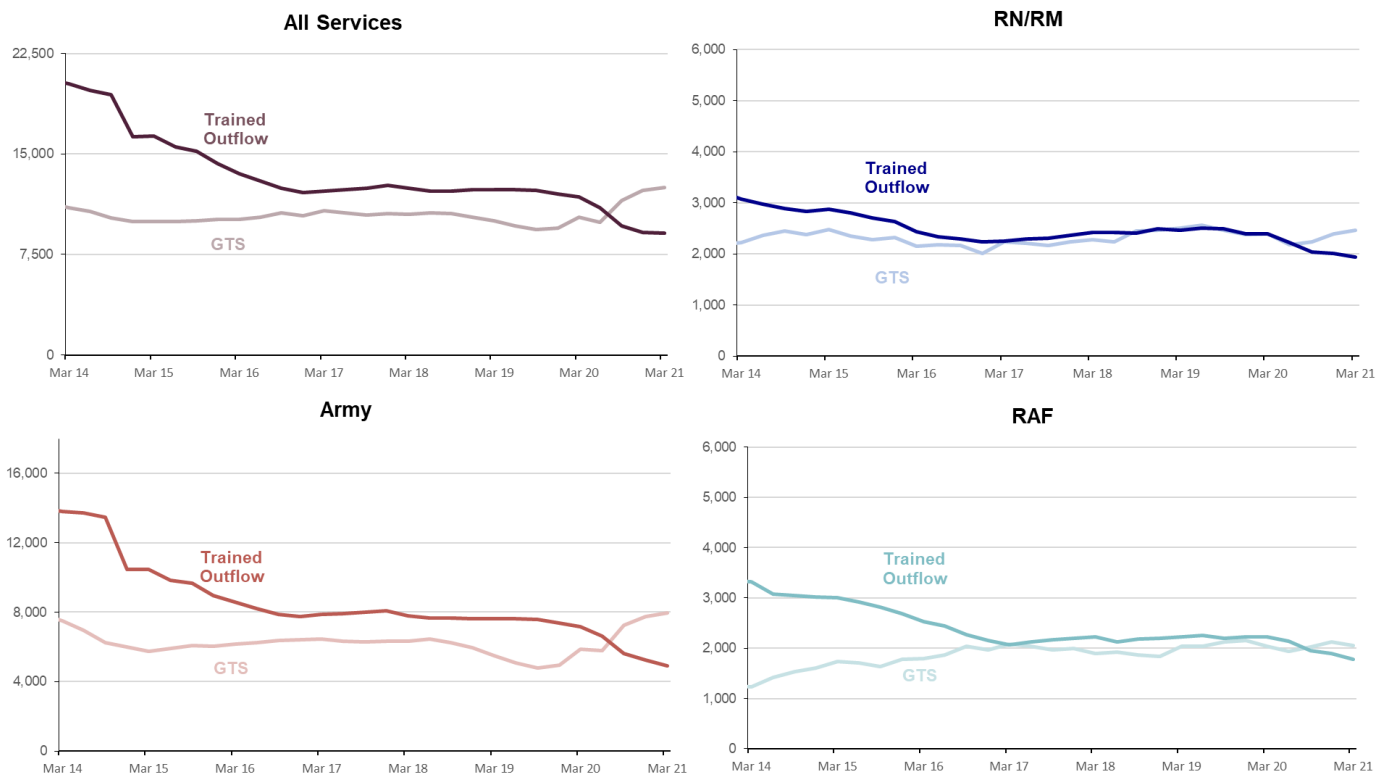 All Services
22,500
15,000
7,500
0
Trained
Outflow
GTS
Mar 14 Mar 15 Mar 16 Mar 17 Mar 18 Mar 19 Mar 20 Mar 21
RN/RM
6,000
5,000
4,000
3,000
2,000
1,000
0
Trained
Outflow
GTS
Mar 14 Mar 15 Mar 16 Mar 17 Mar 18 Mar 19 Mar 20 Mar 21
Army
16,000
12,000
8,000
4,000
0
Trained
Outflow
GTS
Mar 14 Mar 15 Mar 16 Mar 17 Mar 18 Mar 19 Mar 20 Mar 21
RAF
6,000
5,000
4,000
3,000
2,000
1,000
0
Trained
Outflow
GTS
Mar 14 Mar 15 Mar 16 Mar 17 Mar 18 Mar 19 Mar 20 Mar 21